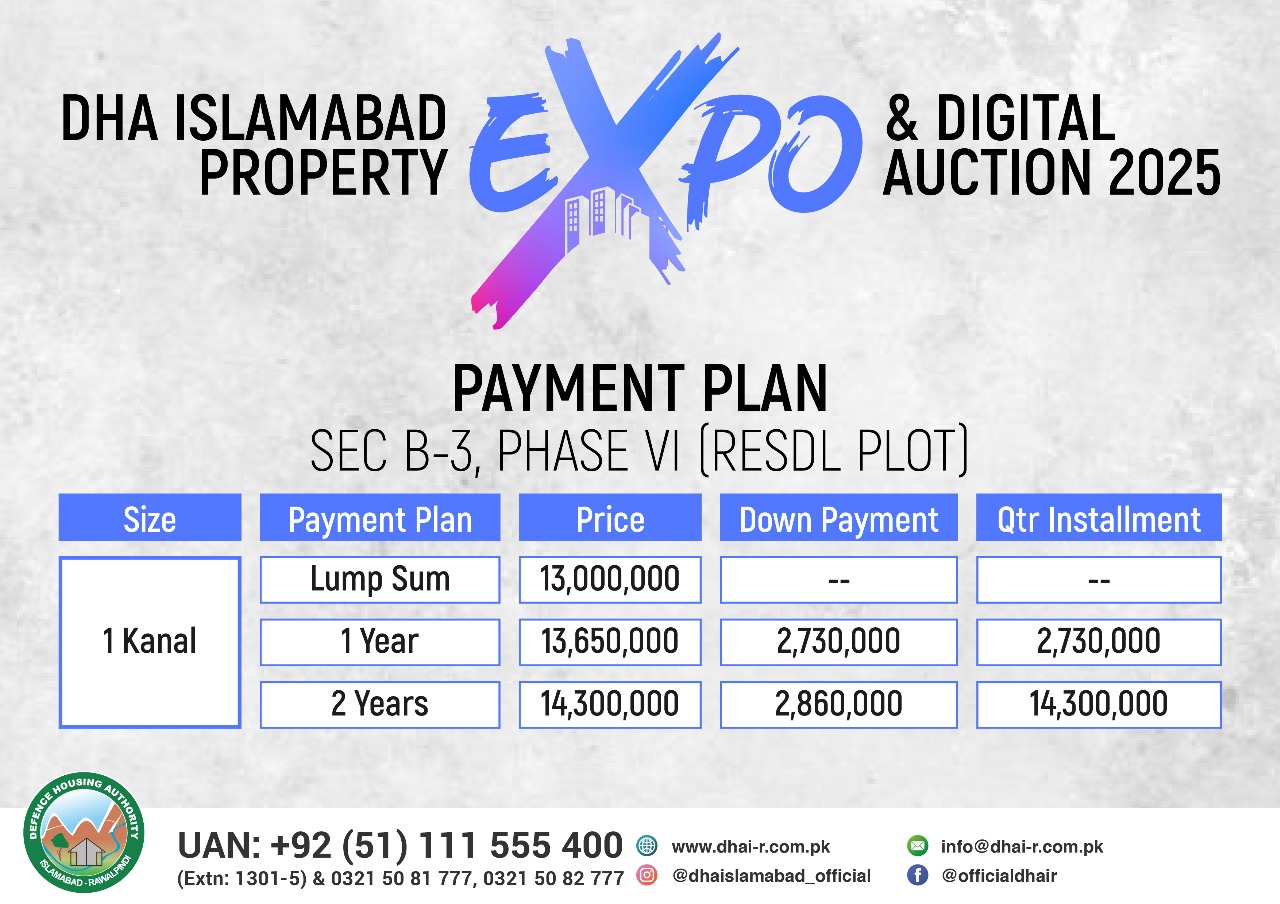 DHA ISLAMABAD
PROPERTY
EXPO
& DIGITAL
AUCTION 2025
PAYMENT PLAN
SEC B-3, PHASE VI (RESDL PLOT)
Size Payment Plan Price Down Payment Qtr Installment
1 Kanal
Lump Sum 13,000,000 -- --
1 Year 13,650,000 2,730,000 2,730,000
2 Years 14,300,000 2,860,000 14,300,000
DEFENCE HOUSING AUTHORITY
ISLAMABAD - RAWALPINDI
UAN: +92 (51) 111 555 400
(Extn: 1301-5) & 0321 50 81 777, 0321 50 82 777
www.dhai-r.com.pk
@dhaislamabad_official
info@dhai-r.com.pk
@officialdhair